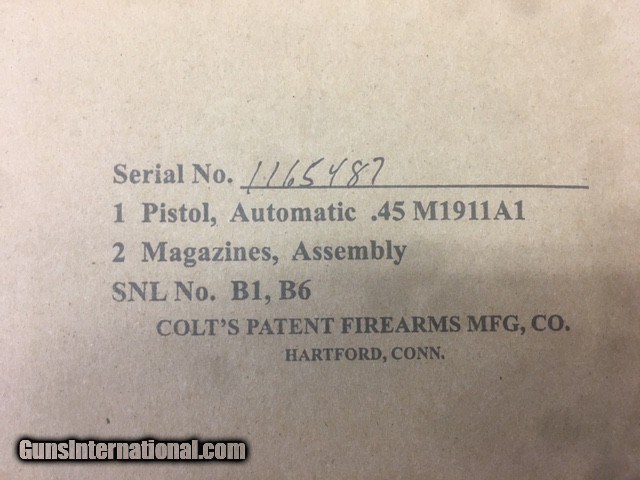 Serial No. 1165487
1 Pistol, Automatic .45 M1911A1
2 Magazines, Assembly
SNL No. B1, B6
COLT'S PATENT FIREARMS MFG, CO.
HARTFORD, CONN.
GunsInternational.com